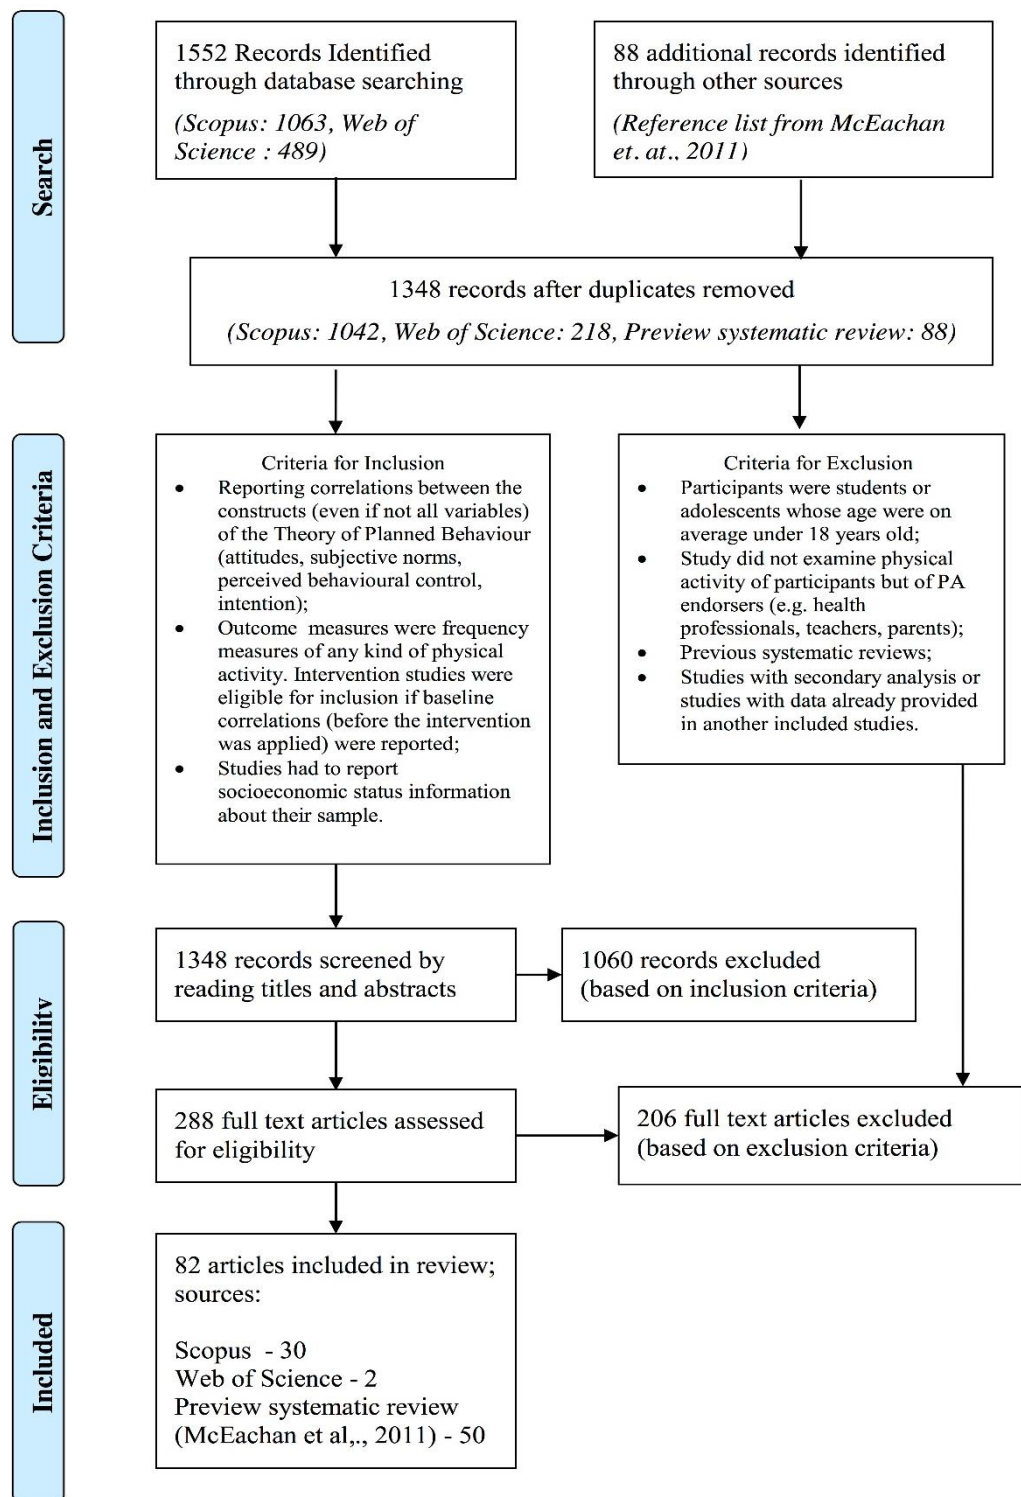 Search
1552 Records Identified
through database searching
(Scopus: 1063, Web of
Science : 489)
88 additional records identified
through other sources
(Reference list from McEachan
et. at., 2011)
1348 records after duplicates removed
(Scopus: 1042, Web of Science: 218, Preview systematic review: 88)
Inclusion and Exclusion Criteria
Criteria for Inclusion
• Reporting correlations between the
constructs (even if not all variables)
of the Theory of Planned Behaviour
(attitudes, subjective norms,
perceived behavioural control,
intention);
• Outcome measures were frequency
measures of any kind of physical
activity. Intervention studies were
eligible for inclusion if baseline
correlations (before the intervention
was applied) were reported;
• Studies had to report
socioeconomic status information
about their sample.
Criteria for Exclusion
• Participants were students or
adolescents whose age were on
average under 18 years old;
• Study did not examine physical
activity of participants but of PA
endorsers (e.g. health
professionals, teachers, parents);
• Previous systematic reviews;
• Studies with secondary analysis or
studies with data already provided
in another included studies.
Eligibility
1348 records screened by
reading titles and abstracts
1060 records excluded
(based on inclusion criteria)
288 full text articles assessed
for eligibility
206 full text articles excluded
(based on exclusion criteria)
Included
82 articles included in review;
sources:
Scopus - 30
Web of Science - 2
Preview systematic review
(McEachan et al,., 2011) - 50